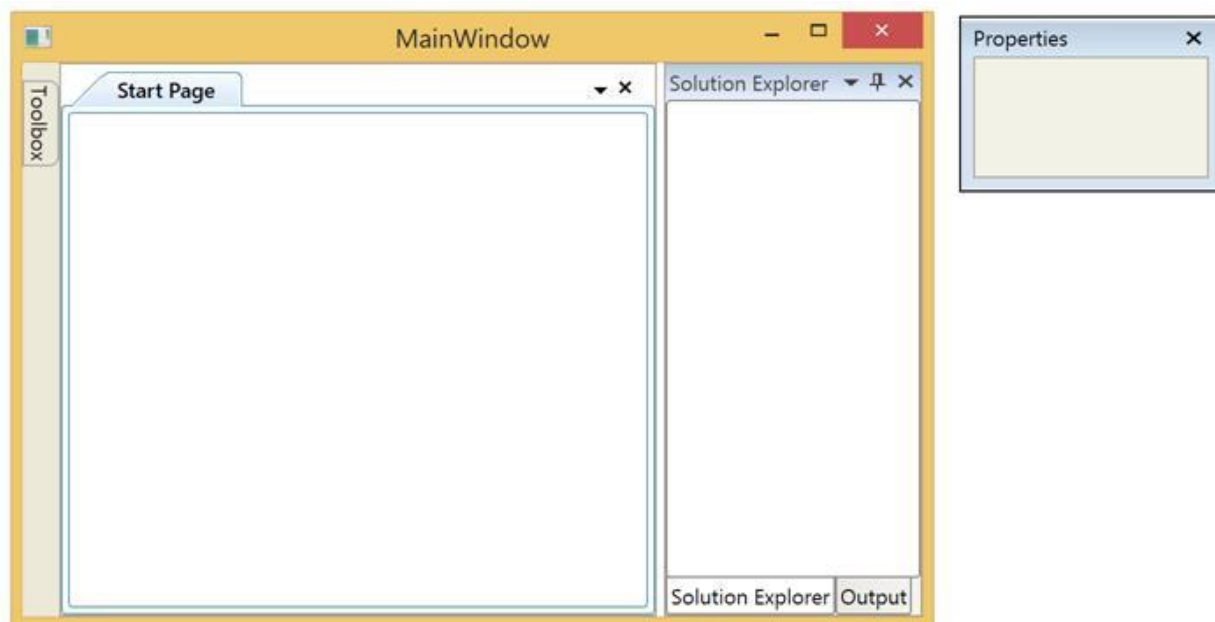 MainWindow
Toolbox
Start Page
Solution Explorer
Solution Explorer
Output
Properties